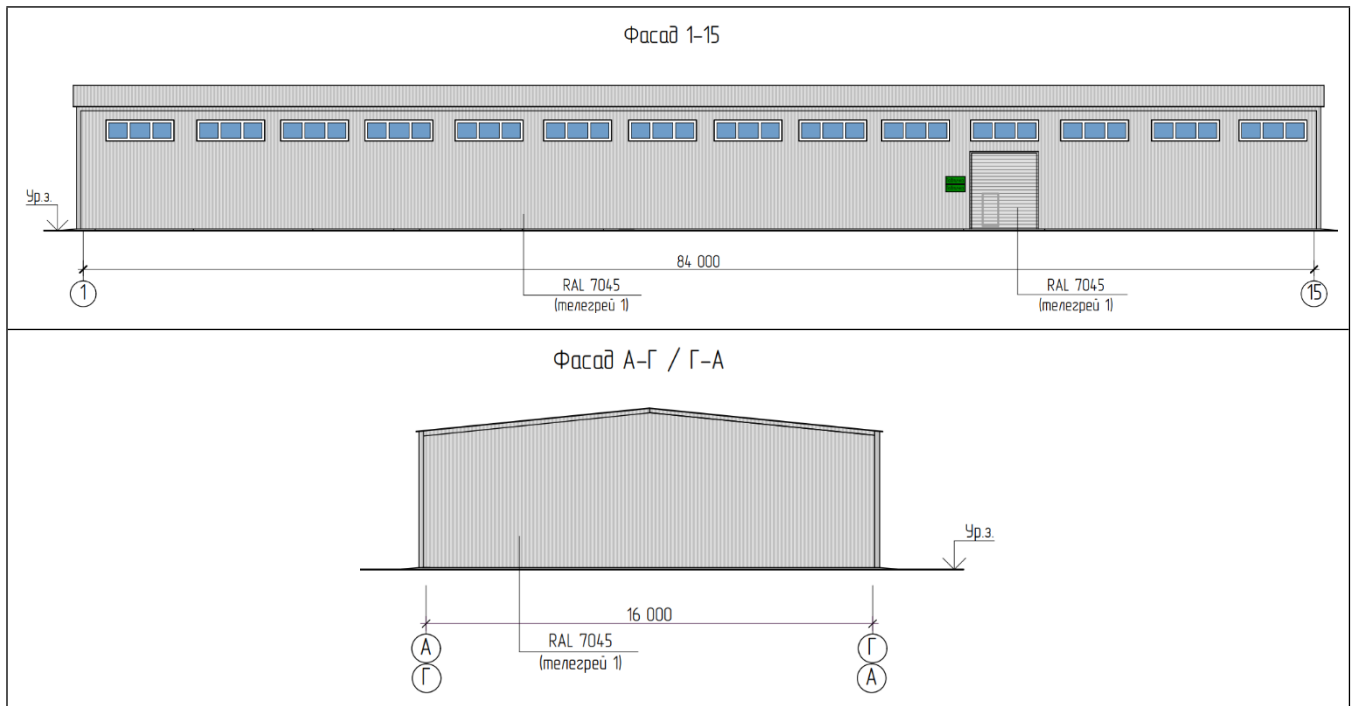 Фасад 1-15
Ур.з.
84 000
1
RAL 7045
(телегрей 1)
RAL 7045
(телегрей 1)
15
Фасад А-Г / Г-А
Ур.з.
16 000
А
Г
RAL 7045
(телегрей 1)
Г
А